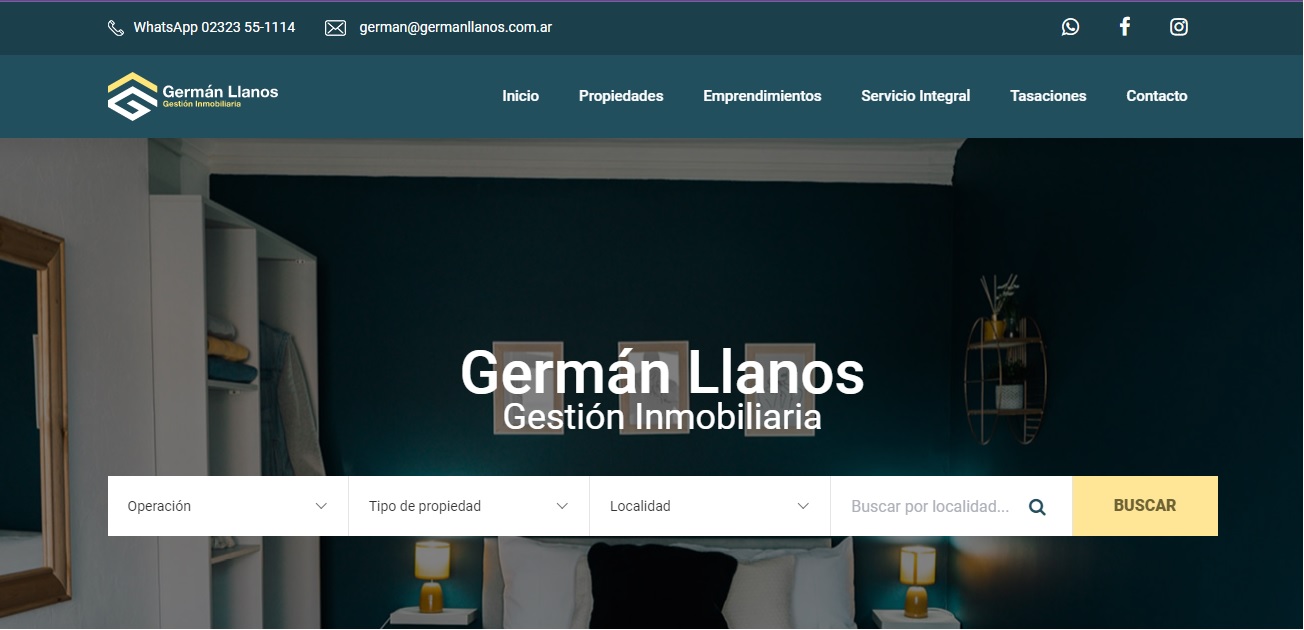 WhatsApp 02323 55-1114 german@germanllanos.com.ar
Germán Llanos
Gestión Inmobiliaria
Inicio Propiedades Emprendimientos Servicio Integral Tasaciones Contacto
Germán Llanos
Gestión Inmobiliaria
Operación Tipo de propiedad Localidad Buscar por localidad... BUSCAR